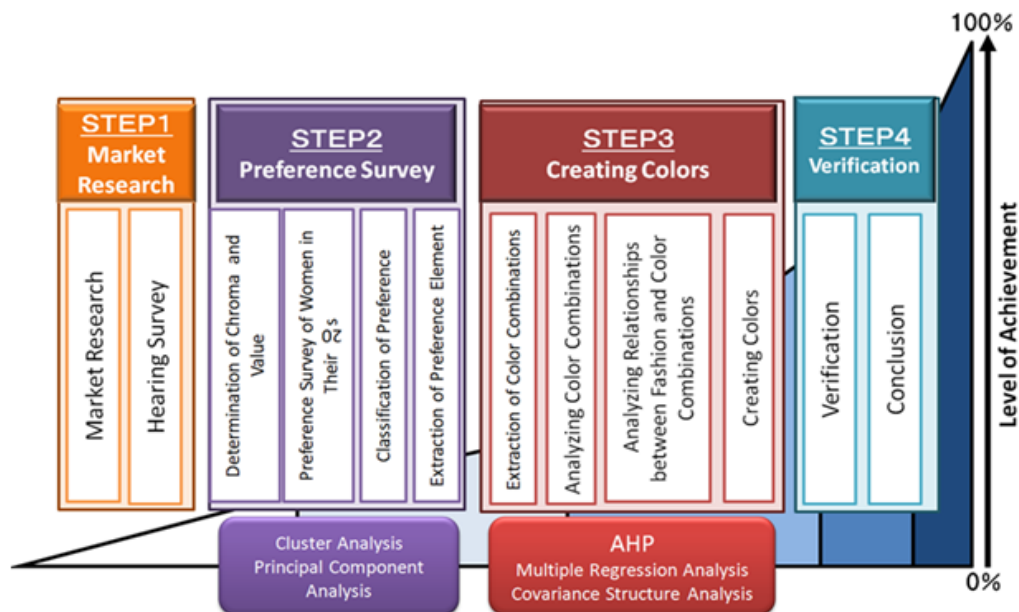 100%
STEP1
Market
Research
STEP2
Preference Survey
STEP3
Creating Colors
STEP4
Verification
Market Research
Hearing Survey
Determination of Chroma and
Value
Preference Survey of Women in
Their 20s
Classification of Preference
Extraction of Preference Element
Extraction of Color Combinations
Analyzing Color Combinations
Analyzing Relationships
between Fashion and Color
Combinations
Creating Colors
Verification
Conclusion
Level of Achievement
Cluster Analysis
Principal Component
Analysis
AHP
Multiple Regression Analysis
Covariance Structure Analysis
0%